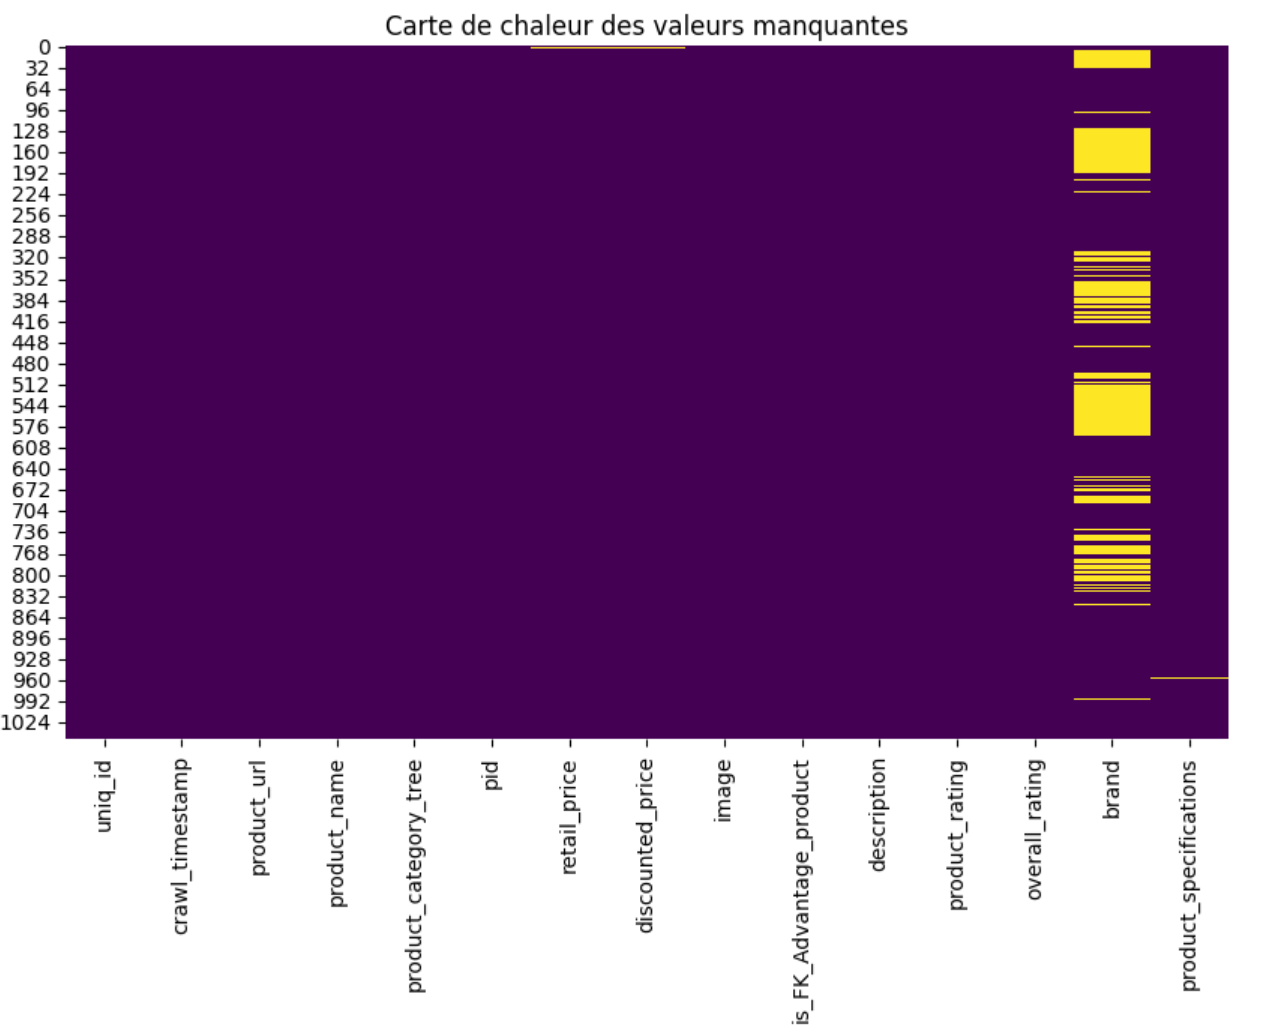 Carte de chaleur des valeurs manquantes
0
32
64
96
128
160
192
224
256
288
320
352
384
416
448
480
512
544
576
608
640
672
704
736
768
800
832
864
896
928
960
992
1024
uniq_id
crawl_timestamp
product_url
product_name
product_category_tree
pid
retail_price
discounted_price
image
is_FK_Advantage_product
description
product_rating
overall_rating
brand
product_specifications